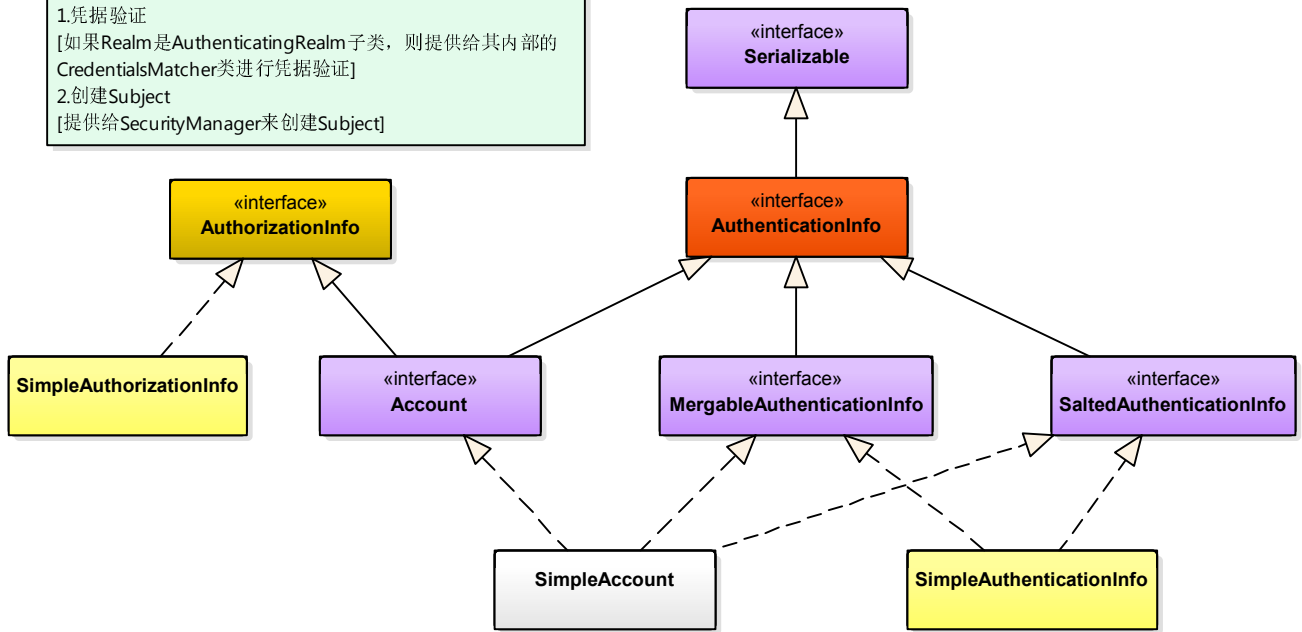 1.凭据验证
[如果Realm是AuthenticatingRealm子类，则提供给其内部的
CredentialsMatcher类进行凭据验证]
2.创建Subject
[提供给SecurityManager来创建Subject]
«interface»
Serializable
«interface»
AuthorizationInfo
«interface»
AuthenticationInfo
SimpleAuthorizationInfo
«interface»
Account
«interface»
MergableAuthenticationInfo
«interface»
SaltedAuthenticationInfo
SimpleAccount
SimpleAuthenticationInfo